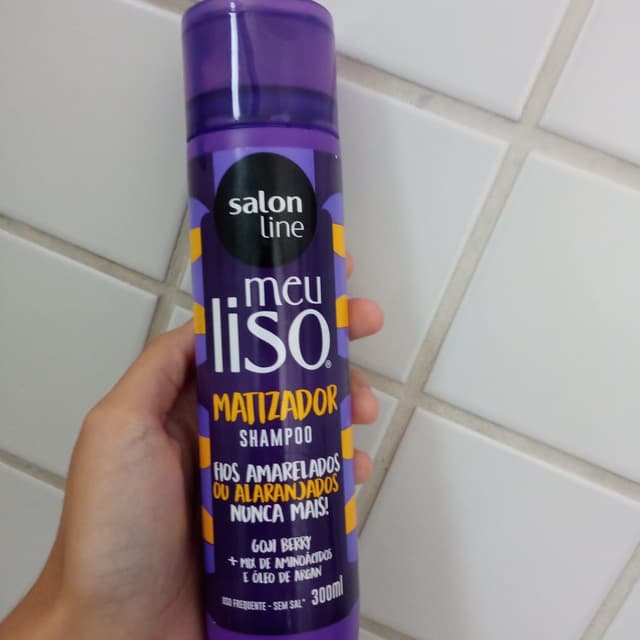 salon
line
meu
liso®
MATIZADOR
SHAMPOO
FIOS AMARELADOS
OU ALARANJADOS
NUNCA MAIS!
GOJI BERRY
+ MIX DE AMINOÁCIDOS
E ÓLEO DE ARGAN
USO FREQUENTE - SEM SAL* 300ml